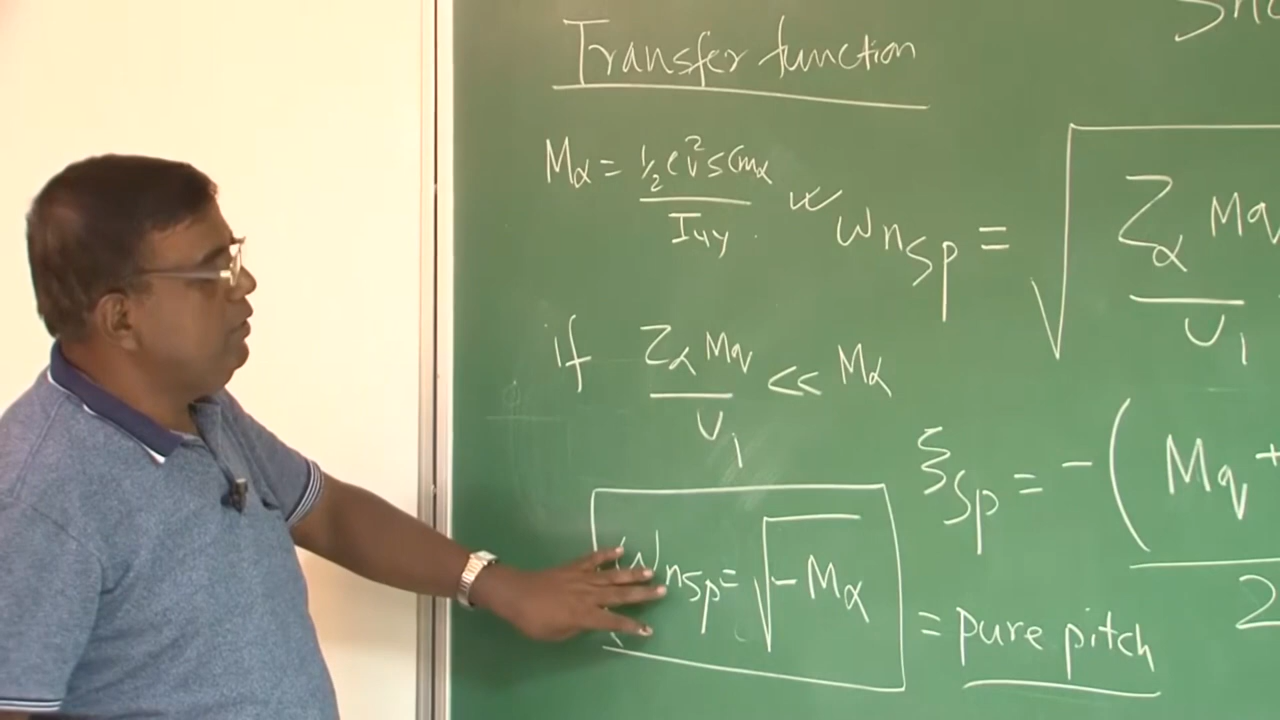 Sho
Transfer function
Mα = ½ρv²sCmα / Iyy
ωnsp = √ Zα Mq / U1
if Zα Mq / U1 << Mα
ξsp = - ( Mq + / 2
ωnsp = √-Mα = pure pitch